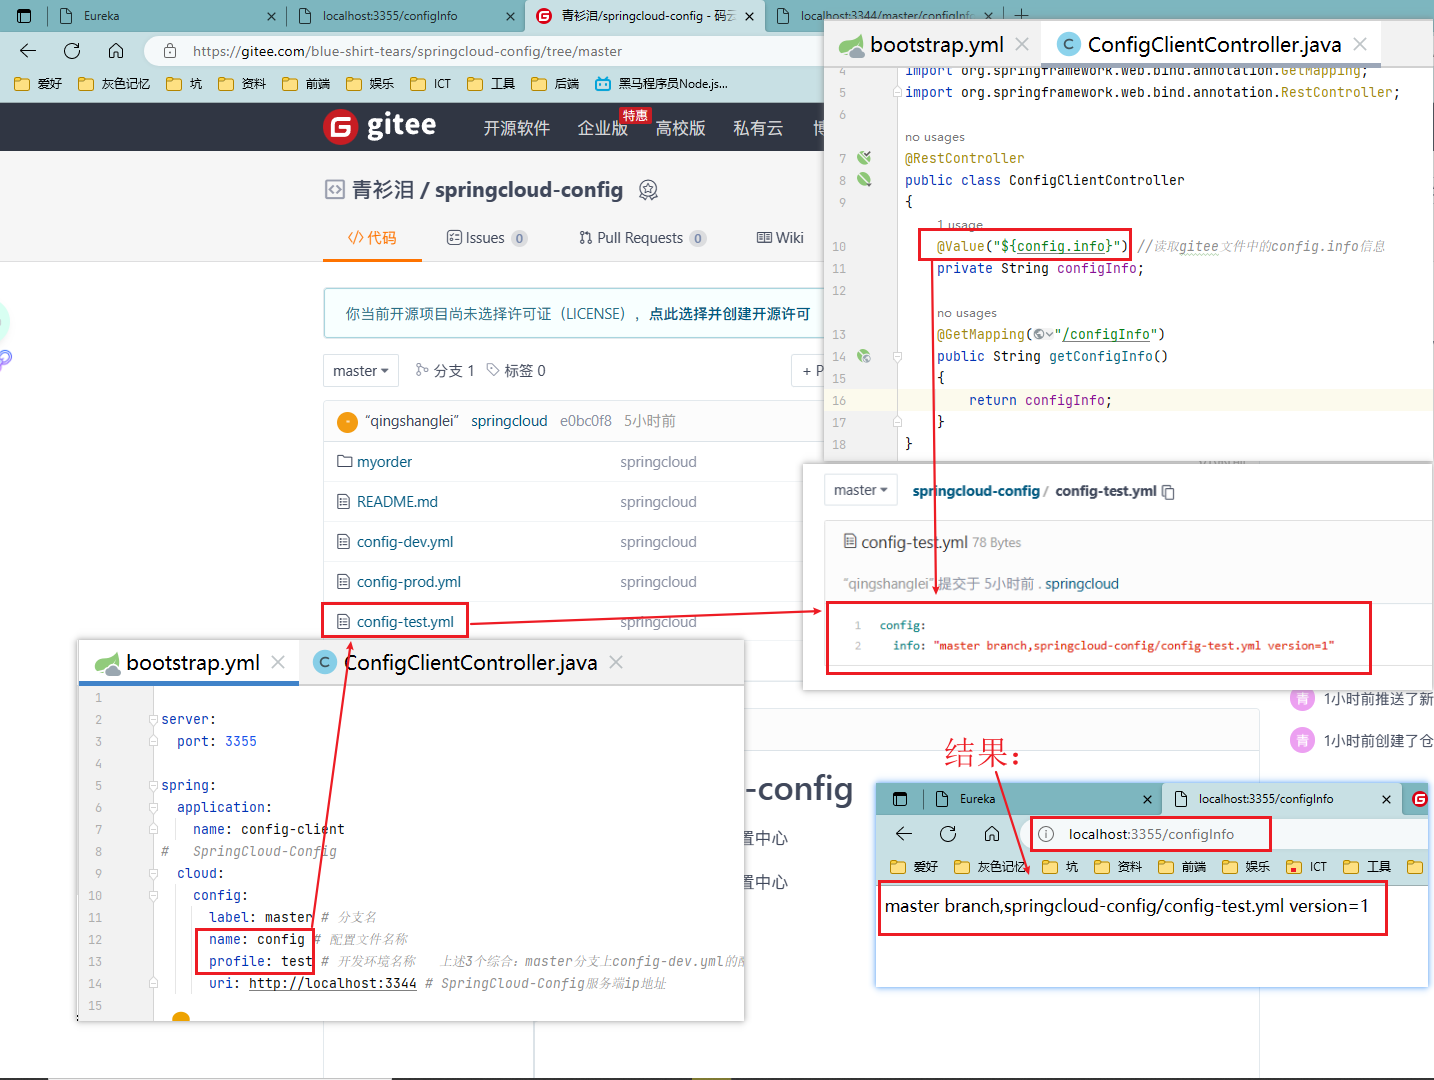 Eureka
localhost:3355/configInfo
青衫泪/springcloud-config - 码云
localhost:3344/master/configInfo
https://gitee.com/blue-shirt-tears/springcloud-config/tree/master
爱好
灰色记忆
坑
资料
前端
娱乐
ICT
工具
后端
黑马程序员Node.js...
gitee
开源软件
企业版
特惠
高校版
私有云
青衫泪 / springcloud-config
代码
Issues 0
Pull Requests 0
Wiki
你当前开源项目尚未选择许可证（LICENSE），点此选择并创建开源许可
master
分支 1
标签 0
+ P
“qingshanglei” springcloud e0bc0f8 5小时前
myorder springcloud
README.md springcloud
config-dev.yml springcloud
config-prod.yml springcloud
config-test.yml springcloud
bootstrap.yml
ConfigClientController.java
4 import org.springframework.web.bind.annotation.GetMapping;
5 import org.springframework.web.bind.annotation.RestController;
6
no usages
7 @RestController
8 public class ConfigClientController
9 {
1 usage
10 @Value("${config.info}") //读取gitee文件中的config.info信息
11 private String configInfo;
12
no usages
13 @GetMapping("/configInfo")
14 public String getConfigInfo()
15 {
16 return configInfo;
17 }
18 }
master
springcloud-config / config-test.yml
config-test.yml 78 Bytes
“qingshanglei” 提交于 5小时前 . springcloud
1 config:
2 info: "master branch,springcloud-config/config-test.yml version=1"
bootstrap.yml
ConfigClientController.java
1
2 server:
3 port: 3355
4
5 spring:
6 application:
7 name: config-client
8 # SpringCloud-Config
9 cloud:
10 config:
11 label: master # 分支名
12 name: config # 配置文件名称
13 profile: test # 开发环境名称 上述3个综合：master分支上config-dev.yml的
14 uri: http://localhost:3344 # SpringCloud-Config服务端ip地址
15
青 1小时前推送了新
青 1小时前创建了仓
-config
置中心
置中心
结果：
Eureka
localhost:3355/configInfo
localhost:3355/configInfo
爱好
灰色记忆
坑
资料
前端
娱乐
ICT
工具
master branch,springcloud-config/config-test.yml version=1